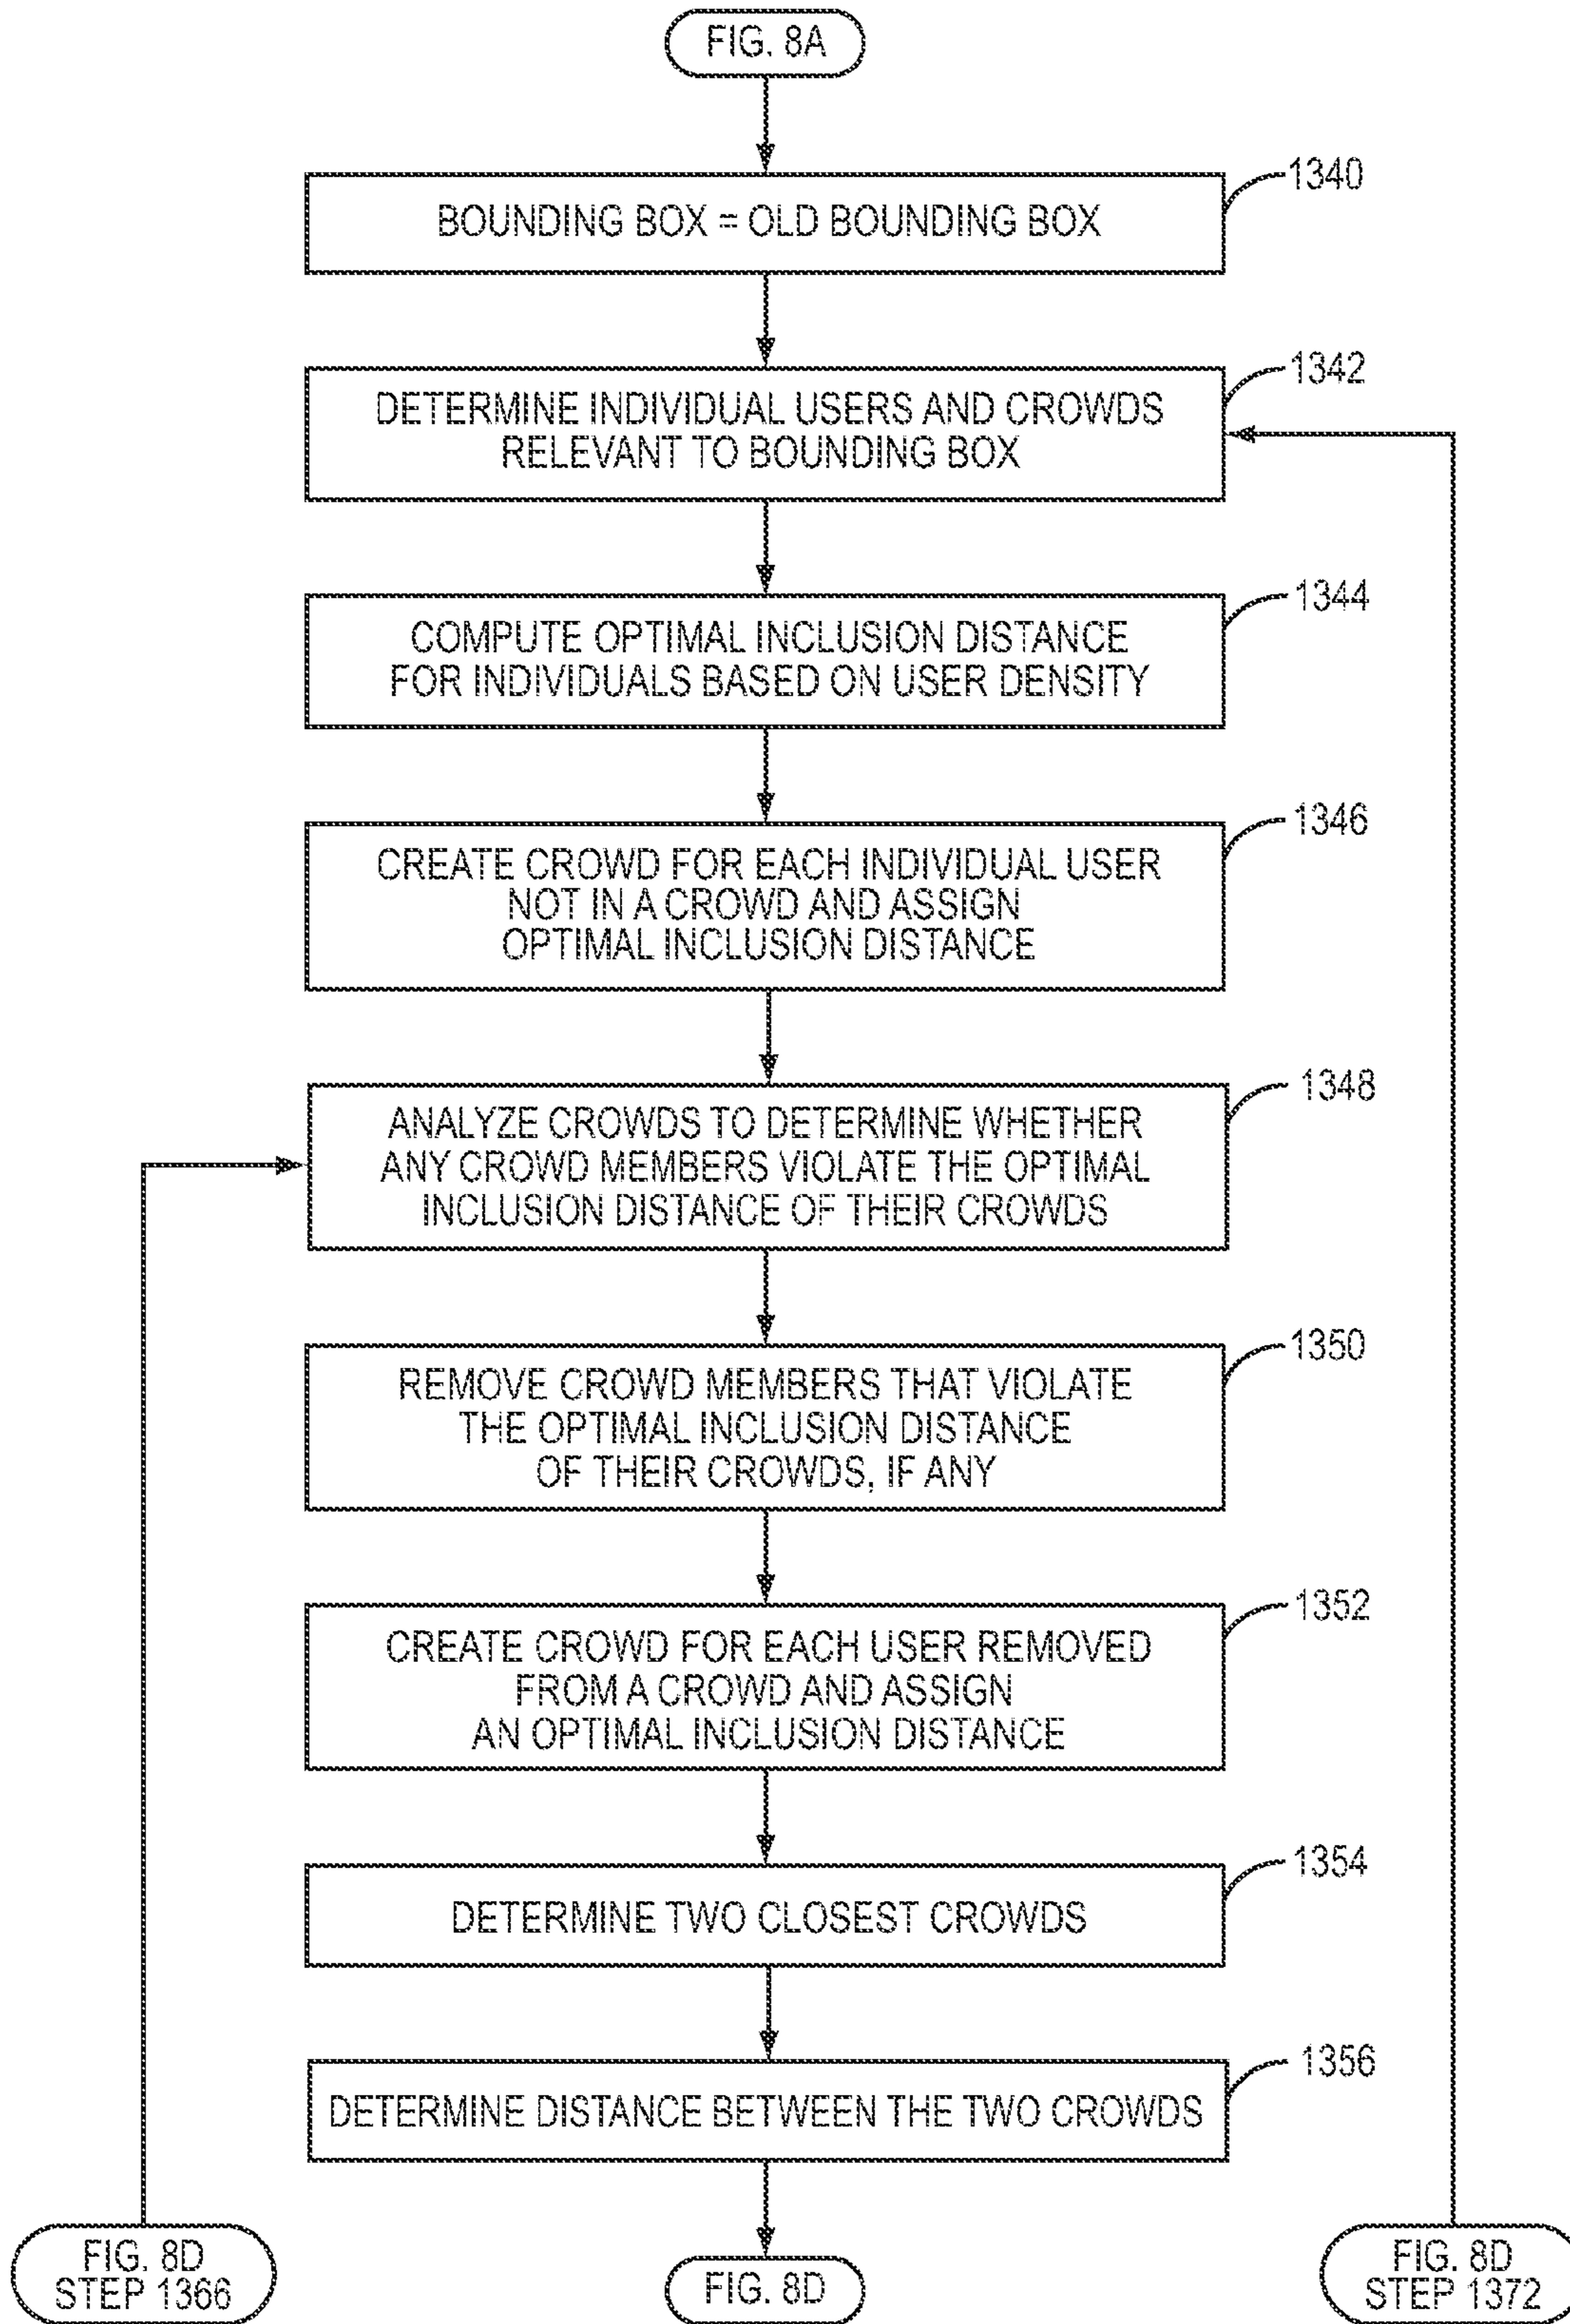 FIG. 8A
1340
BOUNDING BOX = OLD BOUNDING BOX
1342
DETERMINE INDIVIDUAL USERS AND CROWDS
RELEVANT TO BOUNDING BOX
1344
COMPUTE OPTIMAL INCLUSION DISTANCE
FOR INDIVIDUALS BASED ON USER DENSITY
1346
CREATE CROWD FOR EACH INDIVIDUAL USER
NOT IN A CROWD AND ASSIGN
OPTIMAL INCLUSION DISTANCE
1348
ANALYZE CROWDS TO DETERMINE WHETHER
ANY CROWD MEMBERS VIOLATE THE OPTIMAL
INCLUSION DISTANCE OF THEIR CROWDS
1350
REMOVE CROWD MEMBERS THAT VIOLATE
THE OPTIMAL INCLUSION DISTANCE
OF THEIR CROWDS, IF ANY
1352
CREATE CROWD FOR EACH USER REMOVED
FROM A CROWD AND ASSIGN
AN OPTIMAL INCLUSION DISTANCE
1354
DETERMINE TWO CLOSEST CROWDS
1356
DETERMINE DISTANCE BETWEEN THE TWO CROWDS
FIG. 8D
STEP 1366
FIG. 8D
FIG. 8D
STEP 1372